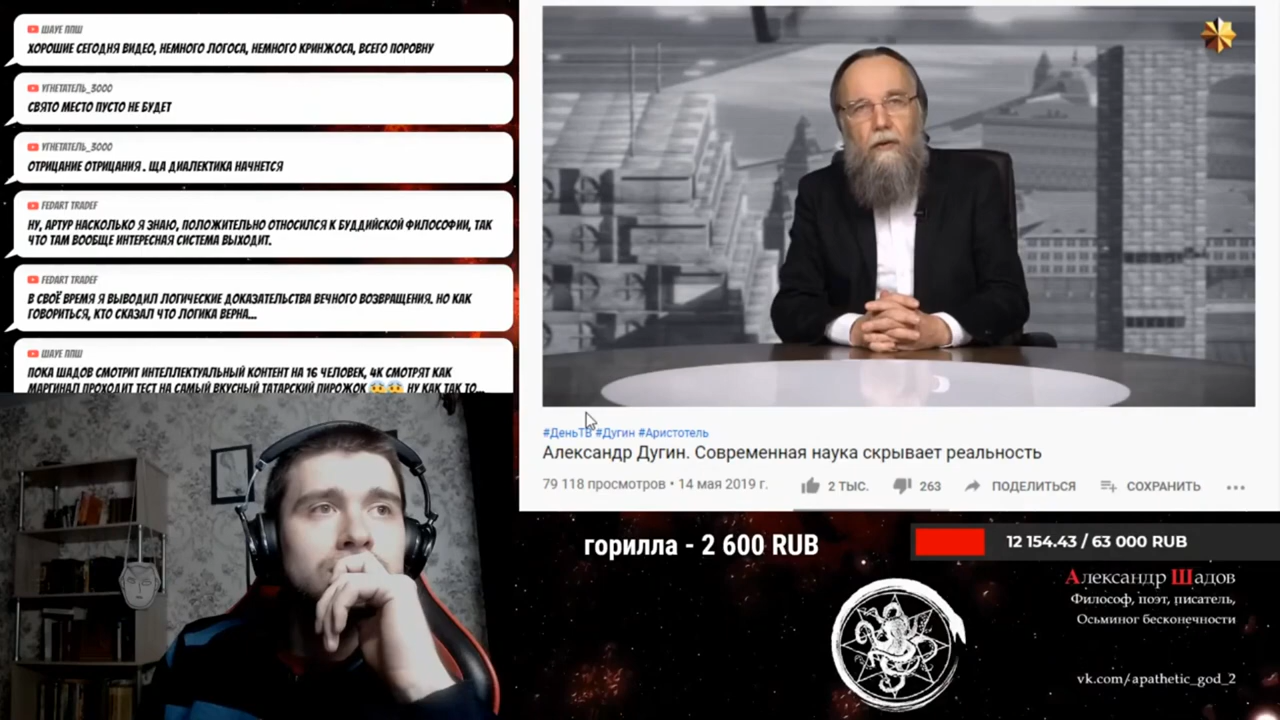 ШАУЕ ППШ
ХОРОШИЕ СЕГОДНЯ ВИДЕО, НЕМНОГО ЛОГОСА, НЕМНОГО КРИНЖОСА, ВСЕГО ПОРОВНУ
УГНЕТАТЕЛЬ_3000
СВЯТО МЕСТО ПУСТО НЕ БУДЕТ
УГНЕТАТЕЛЬ_3000
ОТРИЦАНИЕ ОТРИЦАНИЯ . ЩА ДИАЛЕКТИКА НАЧНЕТСЯ
FEDART TRADEF
НУ, АРТУР НАСКОЛЬКО Я ЗНАЮ, ПОЛОЖИТЕЛЬНО ОТНОСИЛСЯ К БУДДИЙСКОЙ ФИЛОСОФИИ, ТАК
ЧТО ТАМ ВООБЩЕ ИНТЕРЕСНАЯ СИСТЕМА ВЫХОДИТ.
FEDART TRADEF
В СВОЁ ВРЕМЯ Я ВЫВОДИЛ ЛОГИЧЕСКИЕ ДОКАЗАТЕЛЬСТВА ВЕЧНОГО ВОЗВРАЩЕНИЯ. НО КАК
ГОВОРИТЬСЯ, КТО СКАЗАЛ ЧТО ЛОГИКА ВЕРНА...
ШАУЕ ППШ
ПОКА ШАДОВ СМОТРИТ ИНТЕЛЛЕКТУАЛЬНЫЙ КОНТЕНТ НА 16 ЧЕЛОВЕК, 4К СМОТРЯТ КАК
МАРГИНАЛ ПРОХОДИТ ТЕСТ НА САМЫЙ ВКУСНЫЙ ТАТАРСКИЙ ПИРОЖОК 😨😨 НУ КАК ТАК ТО...
#ДеньТВ #Дугин #Аристотель
Александр Дугин. Современная наука скрывает реальность
79 118 просмотров • 14 мая 2019 г.
2 ТЫС.
263
ПОДЕЛИТЬСЯ
СОХРАНИТЬ
горилла - 2 600 RUB
12 154.43 / 63 000 RUB
Александр Шадов
Философ, поэт, писатель,
Осьминог бесконечности
vk.com/apathetic_god_2